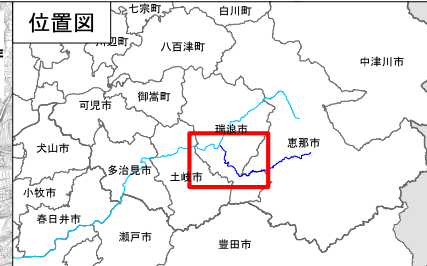 位置図
七宗町
白川町
川辺町
八百津町
中津川市
御嵩町
可児市
瑞浪市
恵那市
犬山市
多治見市
土岐市
小牧市
春日井市
瀬戸市
豊田市